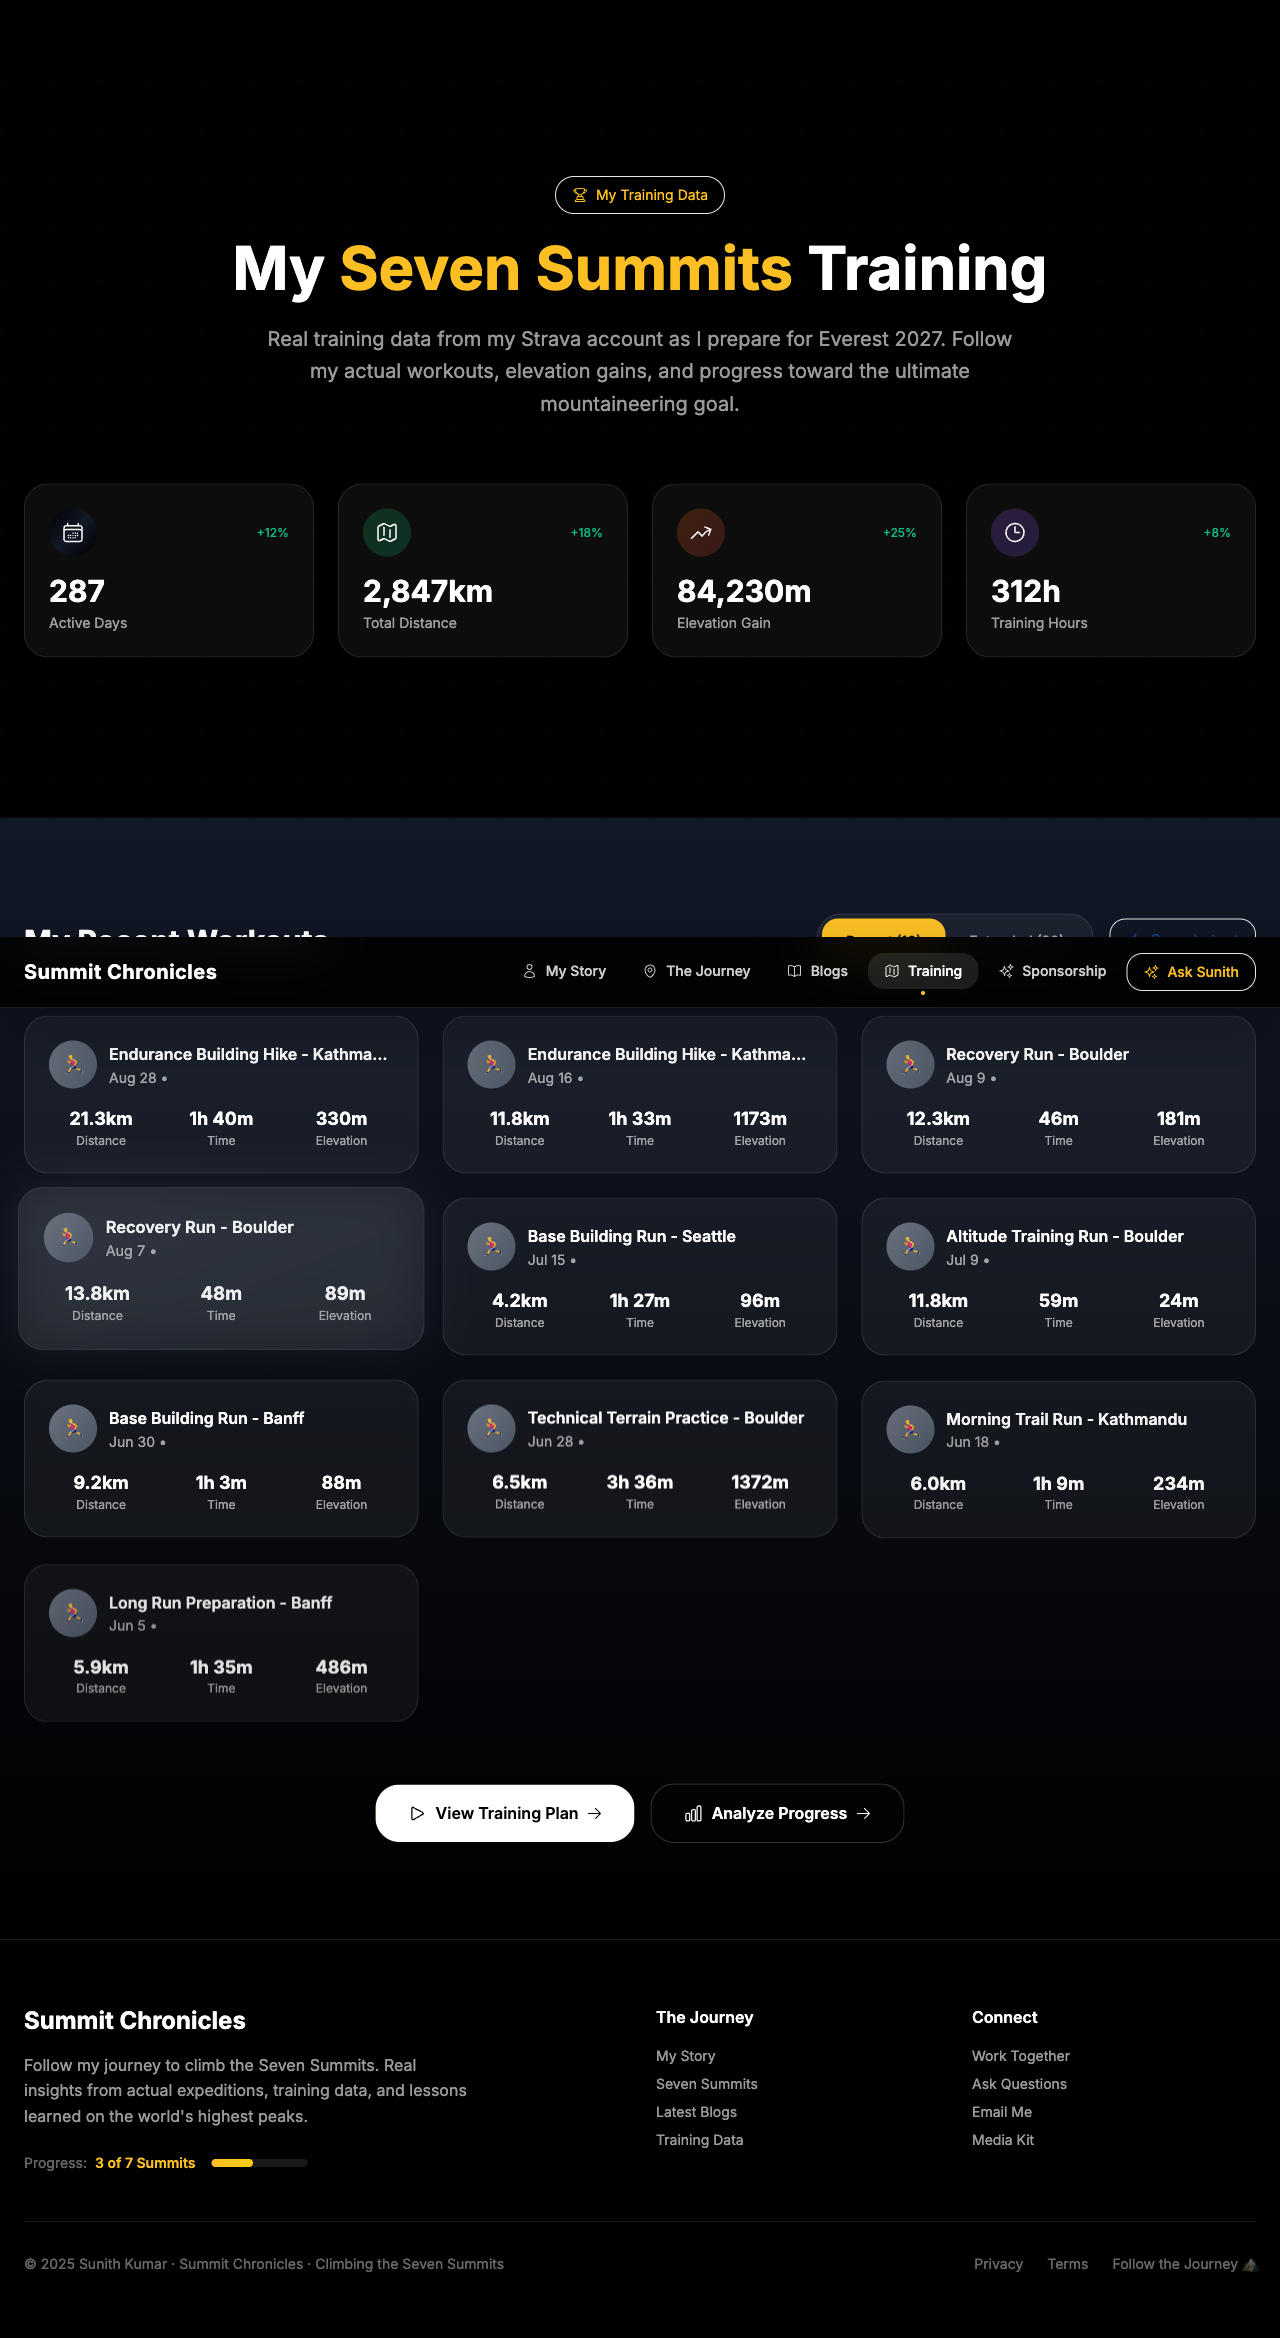 My Training Data
My Seven Summits Training
Real training data from my Strava account as I prepare for Everest 2027. Follow
my actual workouts, elevation gains, and progress toward the ultimate
mountaineering goal.
+12%
287
Active Days
+18%
2,847km
Total Distance
+25%
84,230m
Elevation Gain
+8%
312h
Training Hours
My Recent Workouts
Summit Chronicles
My Story
The Journey
Blogs
Training
Sponsorship
Ask Sunith
Endurance Building Hike - Kathma...
Aug 28 •
21.3km 1h 40m 330m
Distance Time Elevation
Endurance Building Hike - Kathma...
Aug 16 •
11.8km 1h 33m 1173m
Distance Time Elevation
Recovery Run - Boulder
Aug 9 •
12.3km 46m 181m
Distance Time Elevation
Recovery Run - Boulder
Aug 7 •
13.8km 48m 89m
Distance Time Elevation
Base Building Run - Seattle
Jul 15 •
4.2km 1h 27m 96m
Distance Time Elevation
Altitude Training Run - Boulder
Jul 9 •
11.8km 59m 24m
Distance Time Elevation
Base Building Run - Banff
Jun 30 •
9.2km 1h 3m 88m
Distance Time Elevation
Technical Terrain Practice - Boulder
Jun 28 •
6.5km 3h 36m 1372m
Distance Time Elevation
Morning Trail Run - Kathmandu
Jun 18 •
6.0km 1h 9m 234m
Distance Time Elevation
Long Run Preparation - Banff
Jun 5 •
5.9km 1h 35m 486m
Distance Time Elevation
View Training Plan →
Analyze Progress →
Summit Chronicles
Follow my journey to climb the Seven Summits. Real
insights from actual expeditions, training data, and lessons
learned on the world's highest peaks.
Progress: 3 of 7 Summits
The Journey
My Story
Seven Summits
Latest Blogs
Training Data
Connect
Work Together
Ask Questions
Email Me
Media Kit
© 2025 Sunith Kumar · Summit Chronicles · Climbing the Seven Summits
Privacy
Terms
Follow the Journey